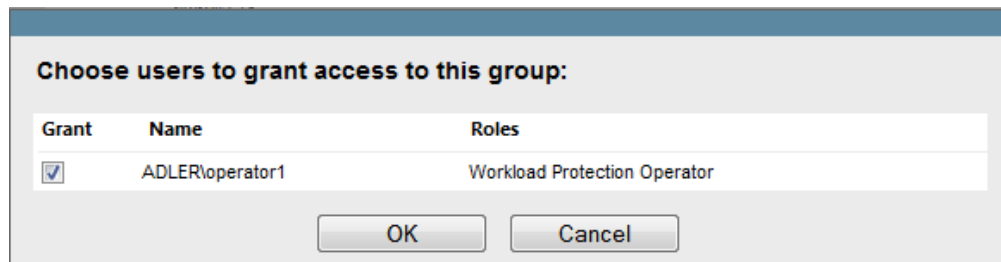 Choose users to grant access to this group:
Grant Name Roles
ADLER\operator1 Workload Protection Operator
OK Cancel